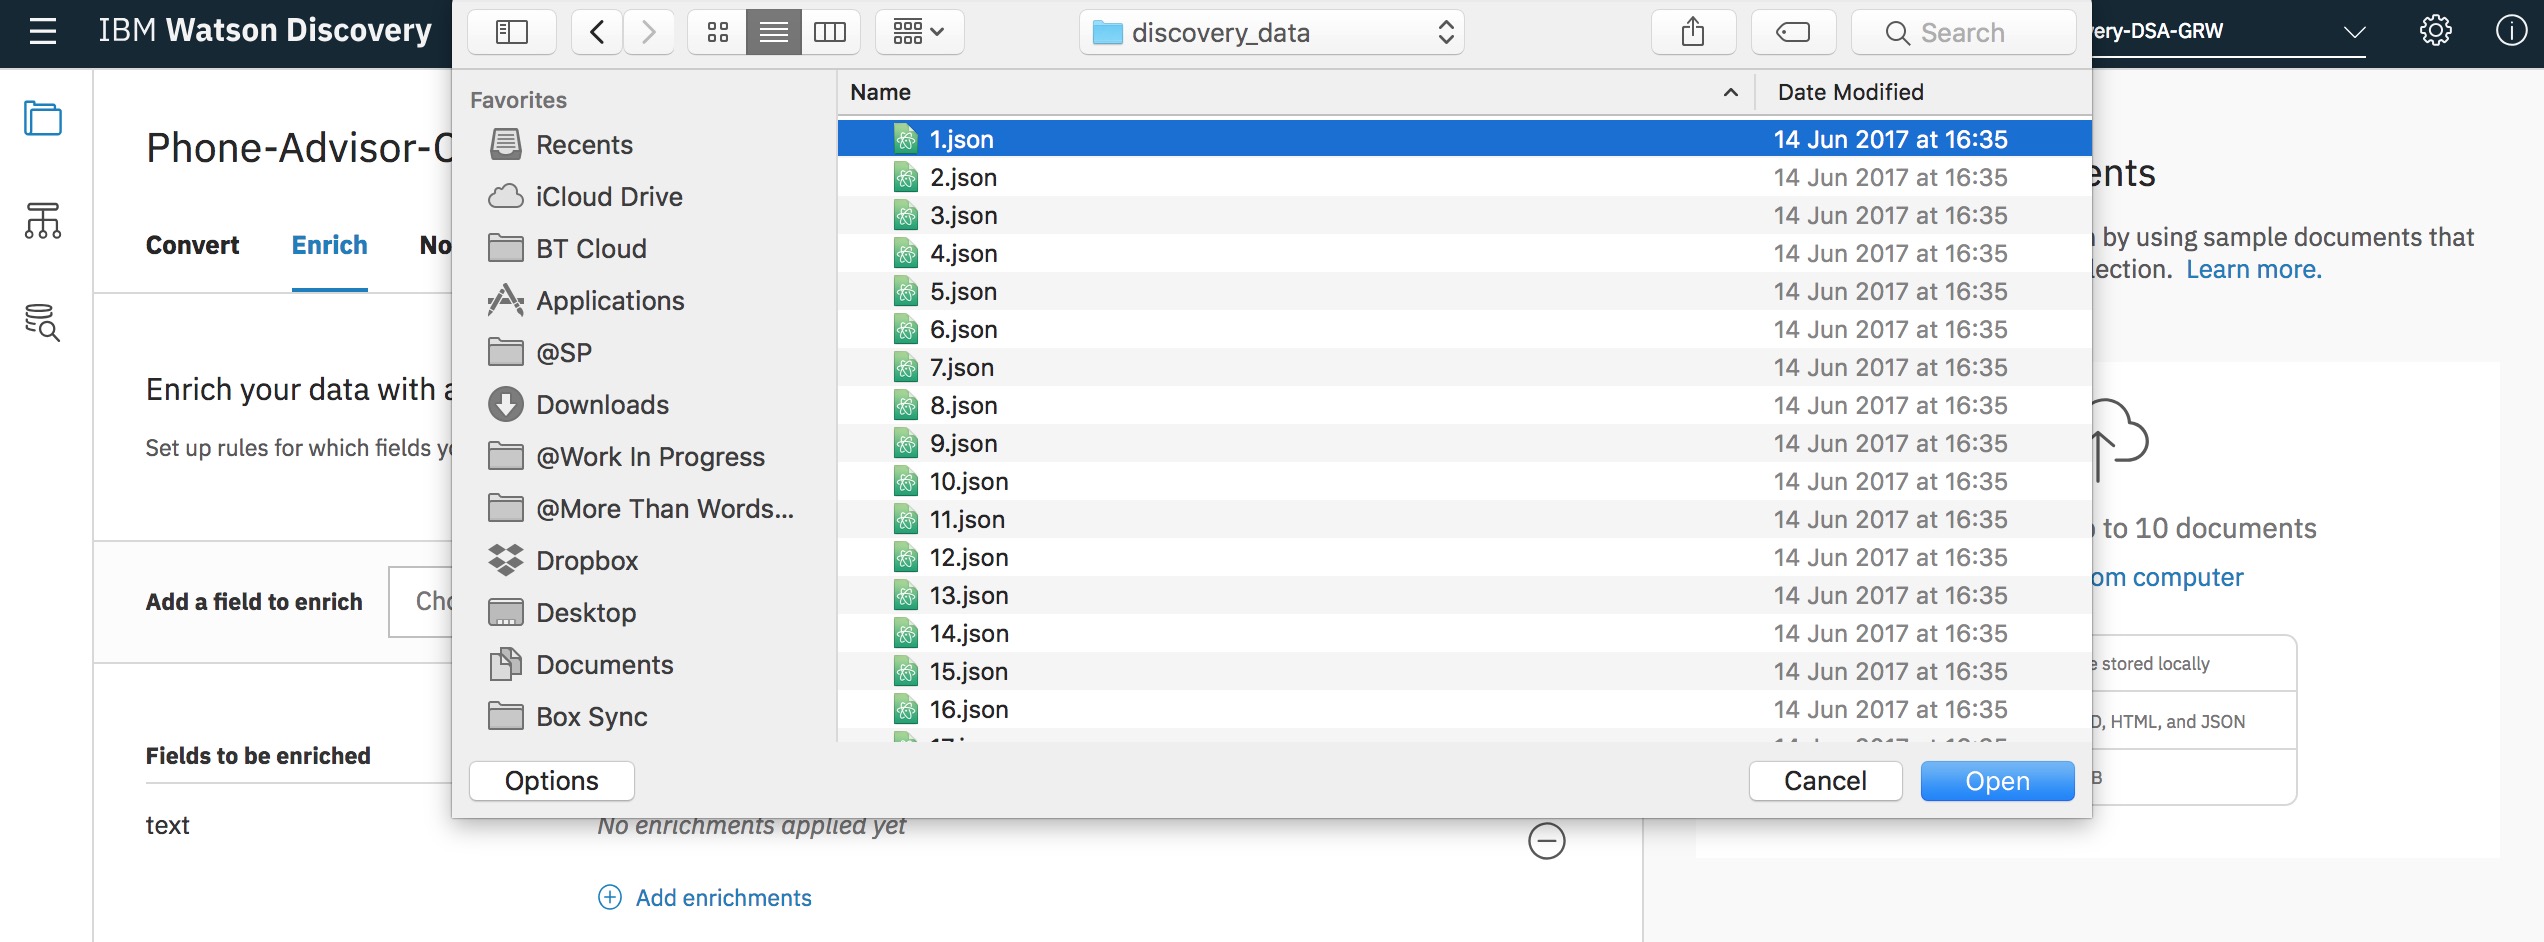 IBM Watson Discovery
discovery_data
Search
very-DSA-GRW
Favorites
Recents
iCloud Drive
BT Cloud
Applications
@SP
Downloads
@Work In Progress
@More Than Words...
Dropbox
Desktop
Documents
Box Sync
Name
Date Modified
1.json 14 Jun 2017 at 16:35
2.json 14 Jun 2017 at 16:35
3.json 14 Jun 2017 at 16:35
4.json 14 Jun 2017 at 16:35
5.json 14 Jun 2017 at 16:35
6.json 14 Jun 2017 at 16:35
7.json 14 Jun 2017 at 16:35
8.json 14 Jun 2017 at 16:35
9.json 14 Jun 2017 at 16:35
10.json 14 Jun 2017 at 16:35
11.json 14 Jun 2017 at 16:35
12.json 14 Jun 2017 at 16:35
13.json 14 Jun 2017 at 16:35
14.json 14 Jun 2017 at 16:35
15.json 14 Jun 2017 at 16:35
16.json 14 Jun 2017 at 16:35
Options
Cancel
Open
Phone-Advisor-
Convert
Enrich
No
Enrich your data with a
Set up rules for which fields
Add a field to enrich
Cho
Fields to be enriched
text
No enrichments applied yet
Add enrichments
ents
by using sample documents that
lection. Learn more.
to 10 documents
om computer
e stored locally
D, HTML, and JSON
B